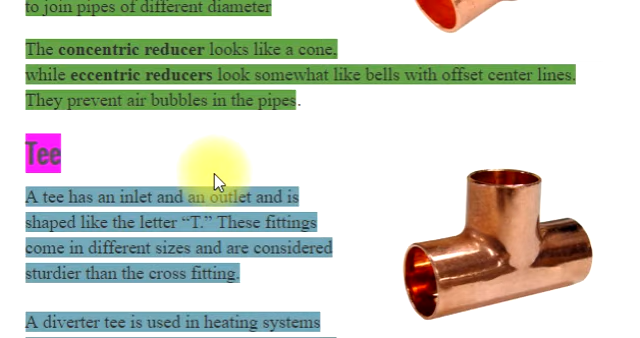 to join pipes of different diameter
The concentric reducer looks like a cone,
while eccentric reducers look somewhat like bells with offset center lines.
They prevent air bubbles in the pipes.
Tee
A tee has an inlet and an outlet and is
shaped like the letter “T.” These fittings
come in different sizes and are considered
sturdier than the cross fitting.
A diverter tee is used in heating systems